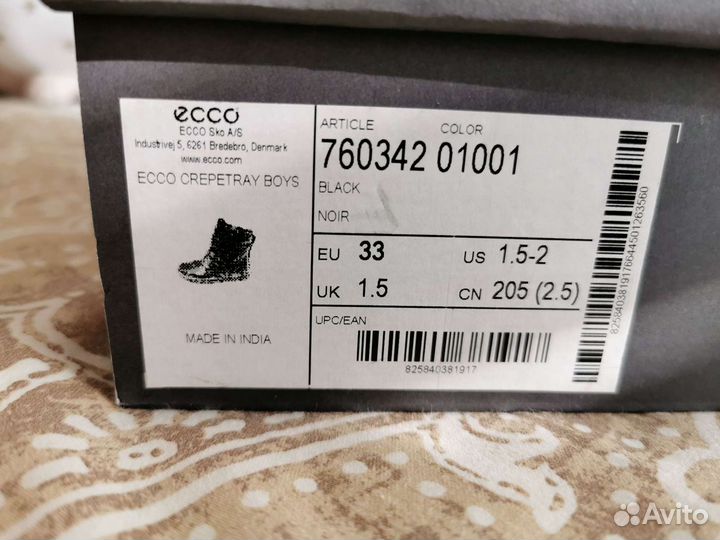 ecco
ECCO Sko A/S
Industrivej 5, 6261 Bredebro, Denmark
www.ecco.com
ECCO CREPETRAY BOYS
MADE IN INDIA
ARTICLE COLOR
760342 01001
BLACK
NOIR
EU 33 US 1.5-2
UK 1.5 CN 205 (2.5)
UPC/EAN
825840381917
8258403819176644501263560
Avito